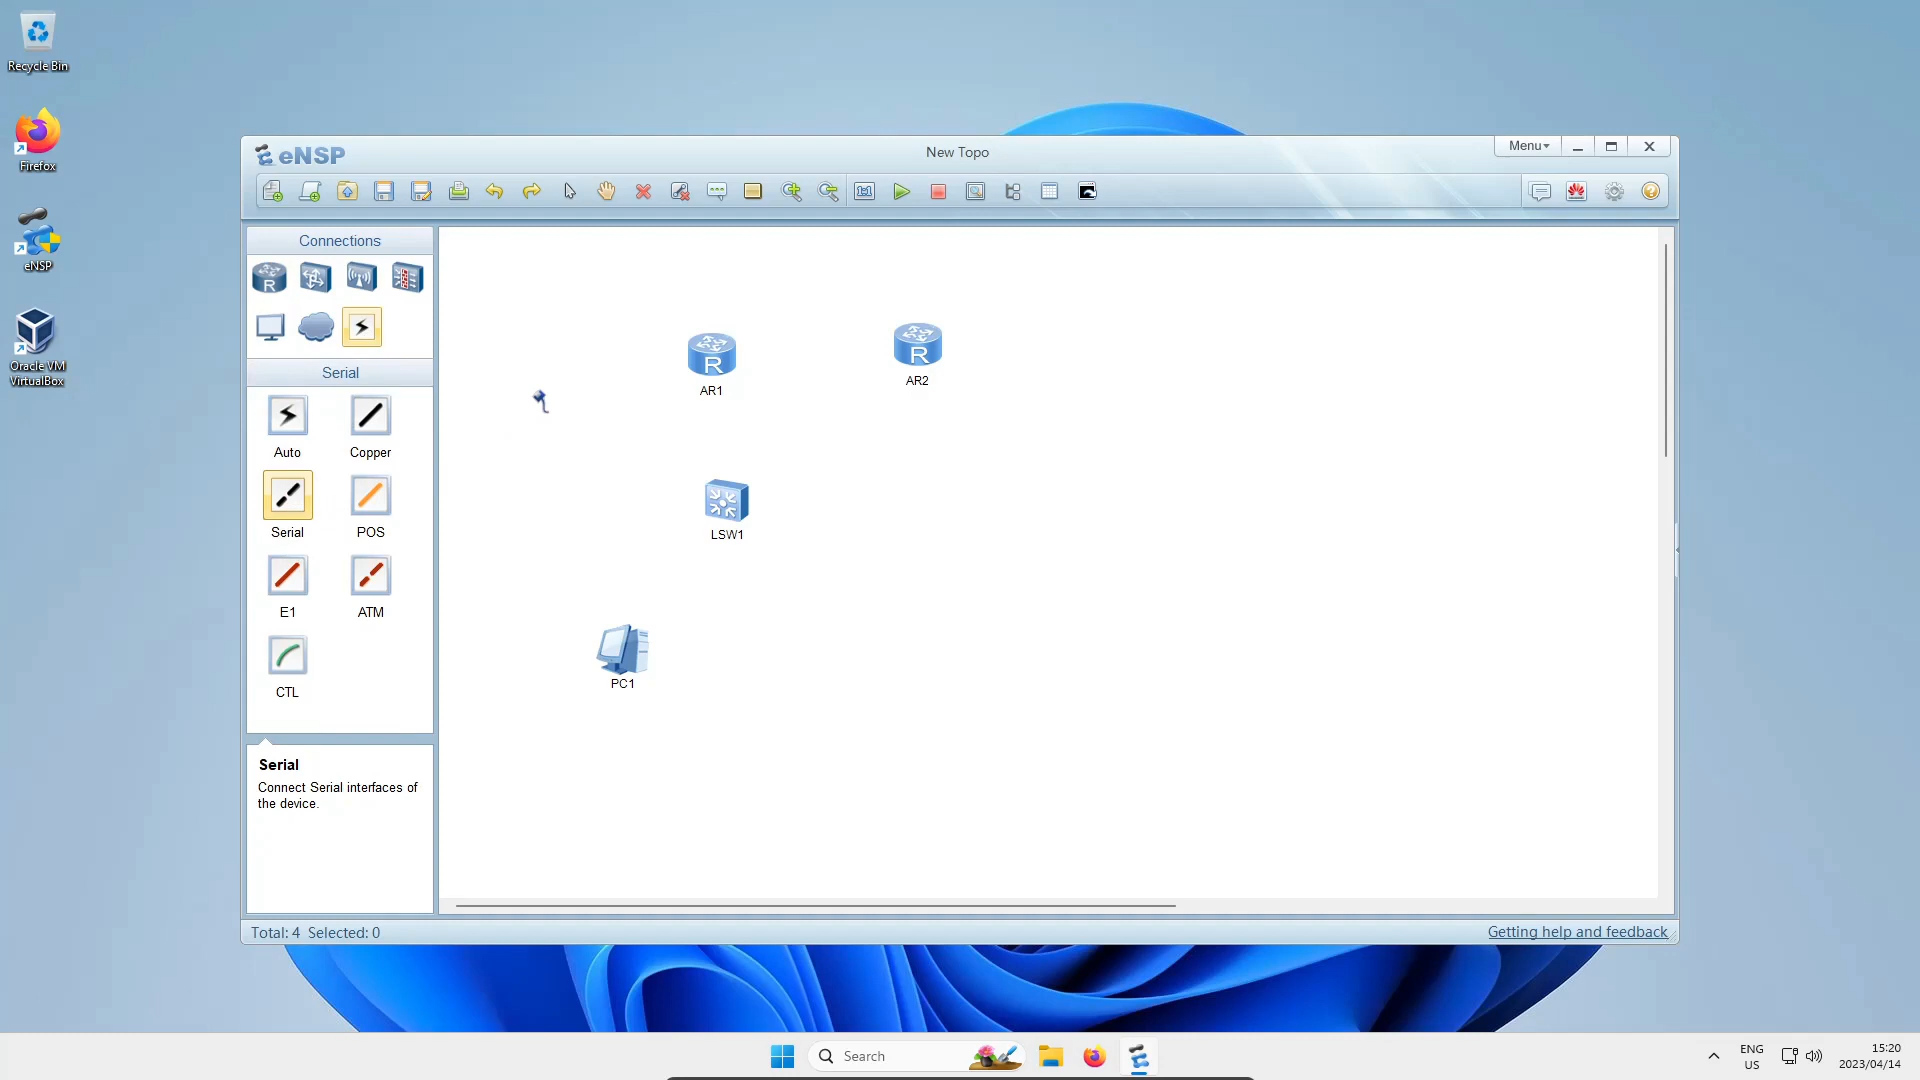 Recycle Bin
Firefox
eNSP
Oracle VM
VirtualBox
eNSP
New Topo
Menu
1:1
Connections
R
Serial
Auto
Copper
Serial
POS
E1
ATM
CTL
Serial
Connect Serial interfaces of
the device.
R
AR1
R
AR2
LSW1
PC1
Total: 4 Selected: 0
Getting help and feedback
Search
ENG
US
15:20
2023/04/14